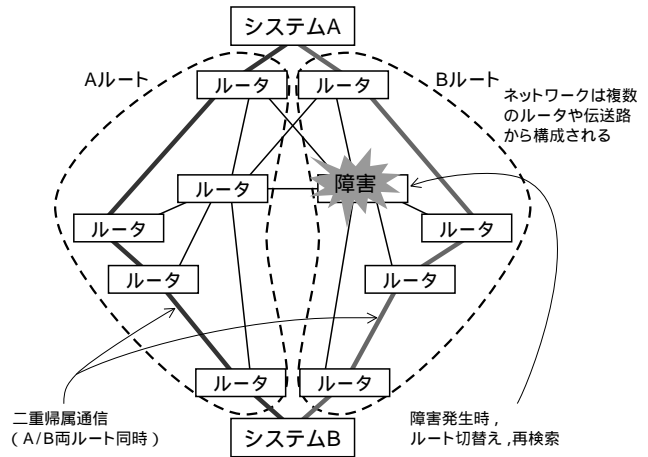 システムA
Aルート
Bルート
ルータ
ルータ
ネットワークは複数
のルータや伝送路
から構成される
ルータ
障害
ルータ
ルータ
ルータ
ルータ
ルータ
ルータ
二重帰属通信
(A/B両ルート同時)
システムB
障害発生時,
ルート切替え,再検索